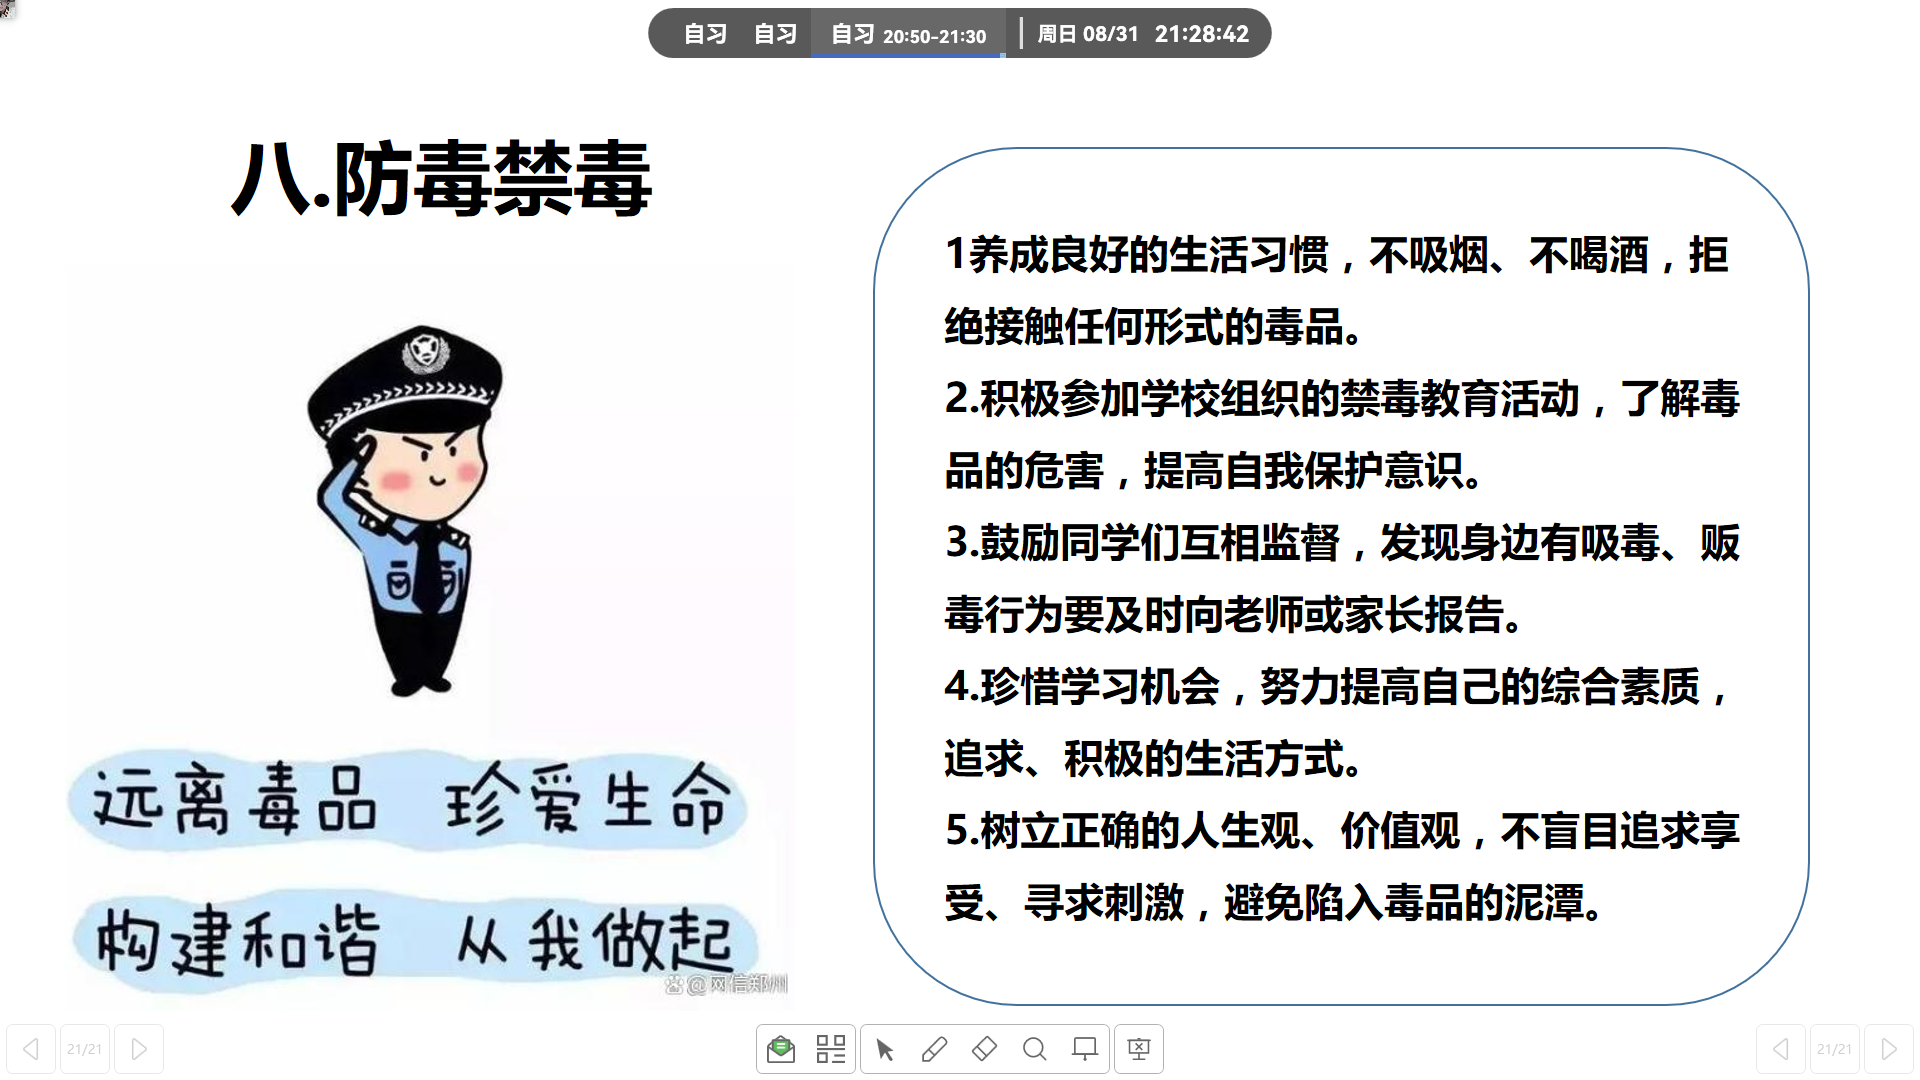 自习 自习 自习 20:50-21:30 周日 08/31 21:28:42
八.防毒禁毒
1养成良好的生活习惯，不吸烟、不喝酒，拒
绝接触任何形式的毒品。
2.积极参加学校组织的禁毒教育活动，了解毒
品的危害，提高自我保护意识。
3.鼓励同学们互相监督，发现身边有吸毒、贩
毒行为要及时向老师或家长报告。
4.珍惜学习机会，努力提高自己的综合素质，
追求、积极的生活方式。
5.树立正确的人生观、价值观，不盲目追求享
受、寻求刺激，避免陷入毒品的泥潭。
远离毒品 珍爱生命
构建和谐 从我做起
@网信郑州
21/21
21/21